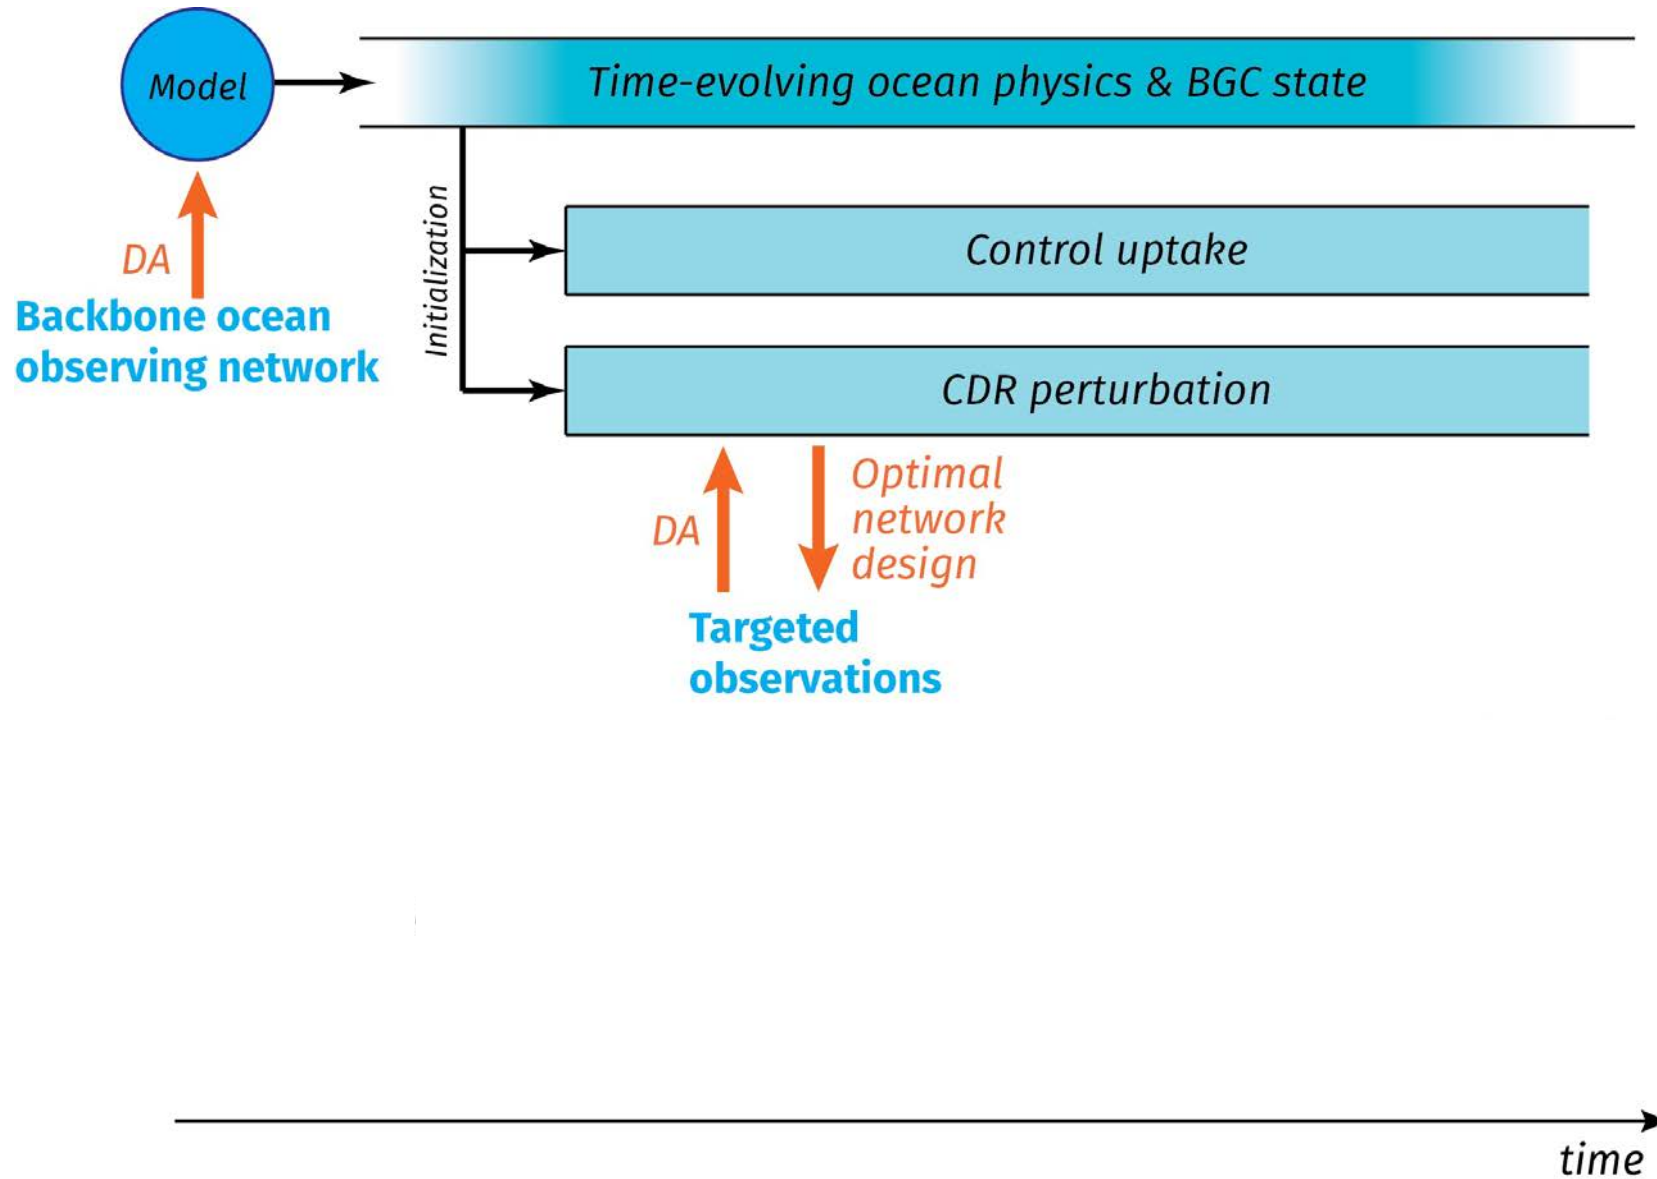 Model
Time-evolving ocean physics & BGC state
DA
Backbone ocean
observing network
Initialization
Control uptake
CDR perturbation
DA
Optimal
network
design
Targeted
observations
time